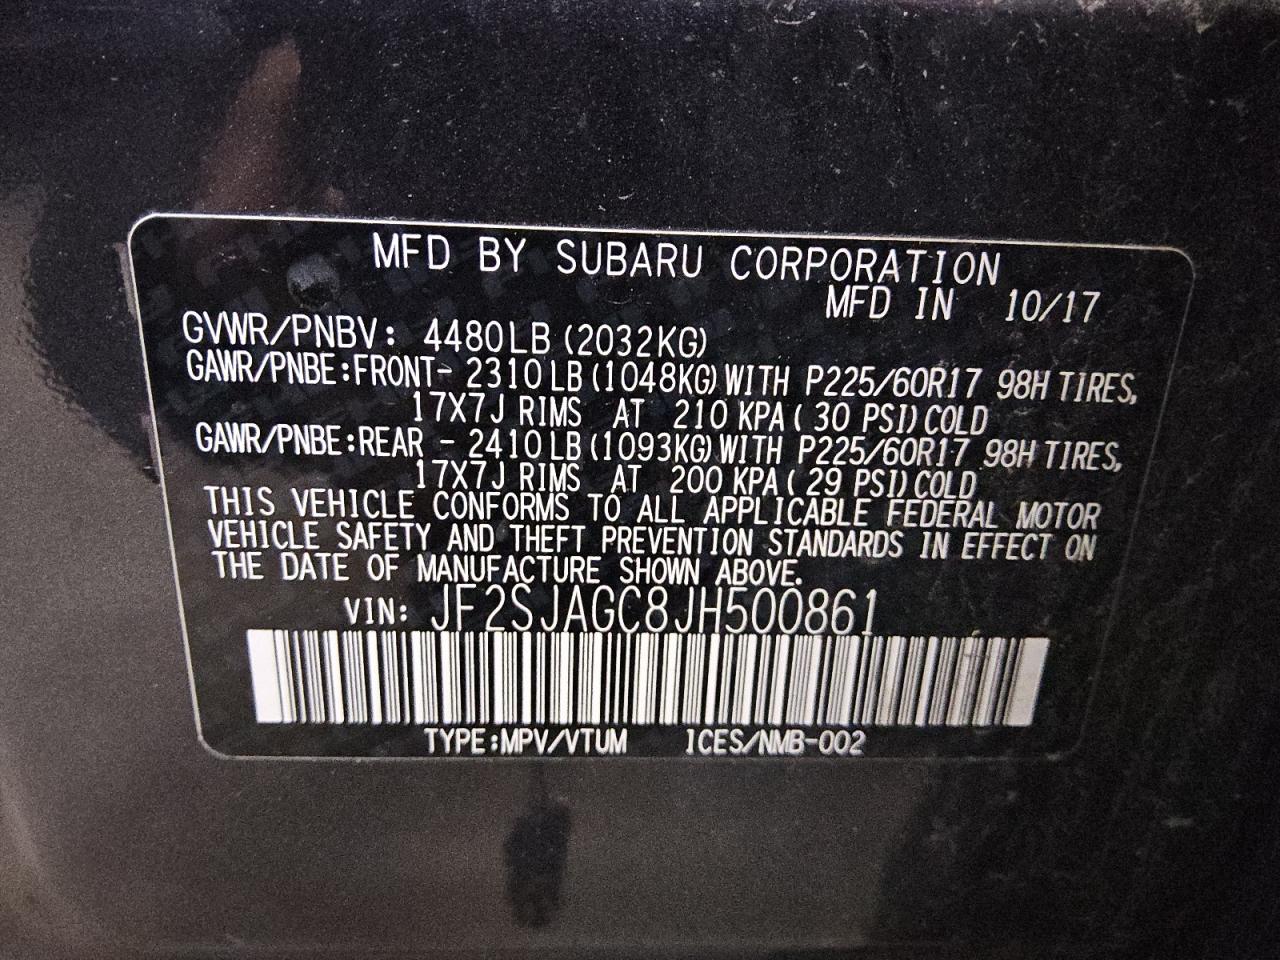 MFD BY SUBARU CORPORATION
MFD IN 10/17
GVWR/PNBV: 4480LB (2032KG)
GAWR/PNBE:FRONT- 2310LB(1048KG)WITH P225/60R17 98H TIRES,
17X7J RIMS AT 210 KPA( 30 PSI)COLD
GAWR/PNBE:REAR - 2410LB(1093KG)WITH P225/60R17 98H TIRES,
17X7J RIMS AT 200 KPA( 29 PSI)COLD
THIS VEHICLE CONFORMS TO ALL APPLICABLE FEDERAL MOTOR
VEHICLE SAFETY AND THEFT PREVENTION STANDARDS IN EFFECT ON
THE DATE OF MANUFACTURE SHOWN ABOVE.
VIN: JF2SJAGC8JH500861
TYPE:MPV/VTUM ICES/NMB-002